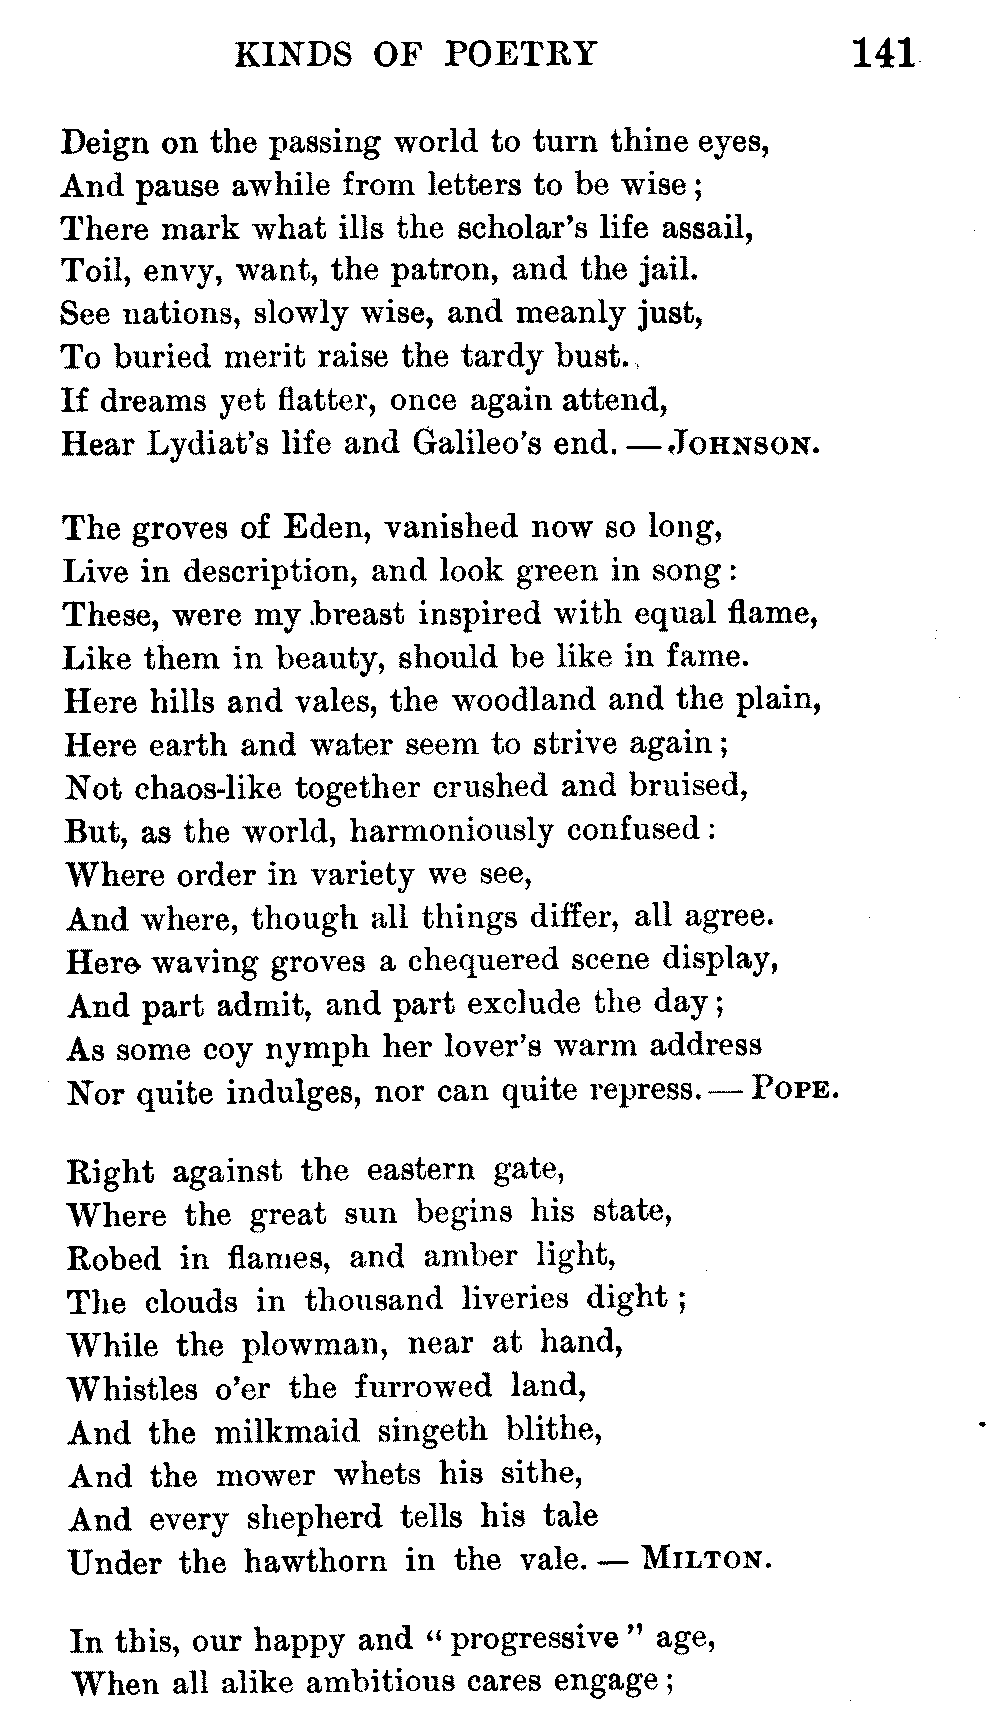 KINDS OF POETRY 141
Deign on the passing world to turn thine eyes,
And pause awhile from letters to be wise;
There mark what ills the scholar's life assail,
Toil, envy, want, the patron, and the jail.
See nations, slowly wise, and meanly just,
To buried merit raise the tardy bust.
If dreams yet flatter, once again attend,
Hear Lydiat's life and Galileo's end. — JOHNSON.
The groves of Eden, vanished now so long,
Live in description, and look green in song:
These, were my breast inspired with equal flame,
Like them in beauty, should be like in fame.
Here hills and vales, the woodland and the plain,
Here earth and water seem to strive again;
Not chaos-like together crushed and bruised,
But, as the world, harmoniously confused:
Where order in variety we see,
And where, though all things differ, all agree.
Here waving groves a chequered scene display,
And part admit, and part exclude the day;
As some coy nymph her lover's warm address
Nor quite indulges, nor can quite repress. — POPE.
Right against the eastern gate,
Where the great sun begins his state,
Robed in flames, and amber light,
The clouds in thousand liveries dight;
While the plowman, near at hand,
Whistles o'er the furrowed land,
And the milkmaid singeth blithe,
And the mower whets his sithe,
And every shepherd tells his tale
Under the hawthorn in the vale. — MILTON.
In this, our happy and "progressive" age,
When all alike ambitious cares engage;